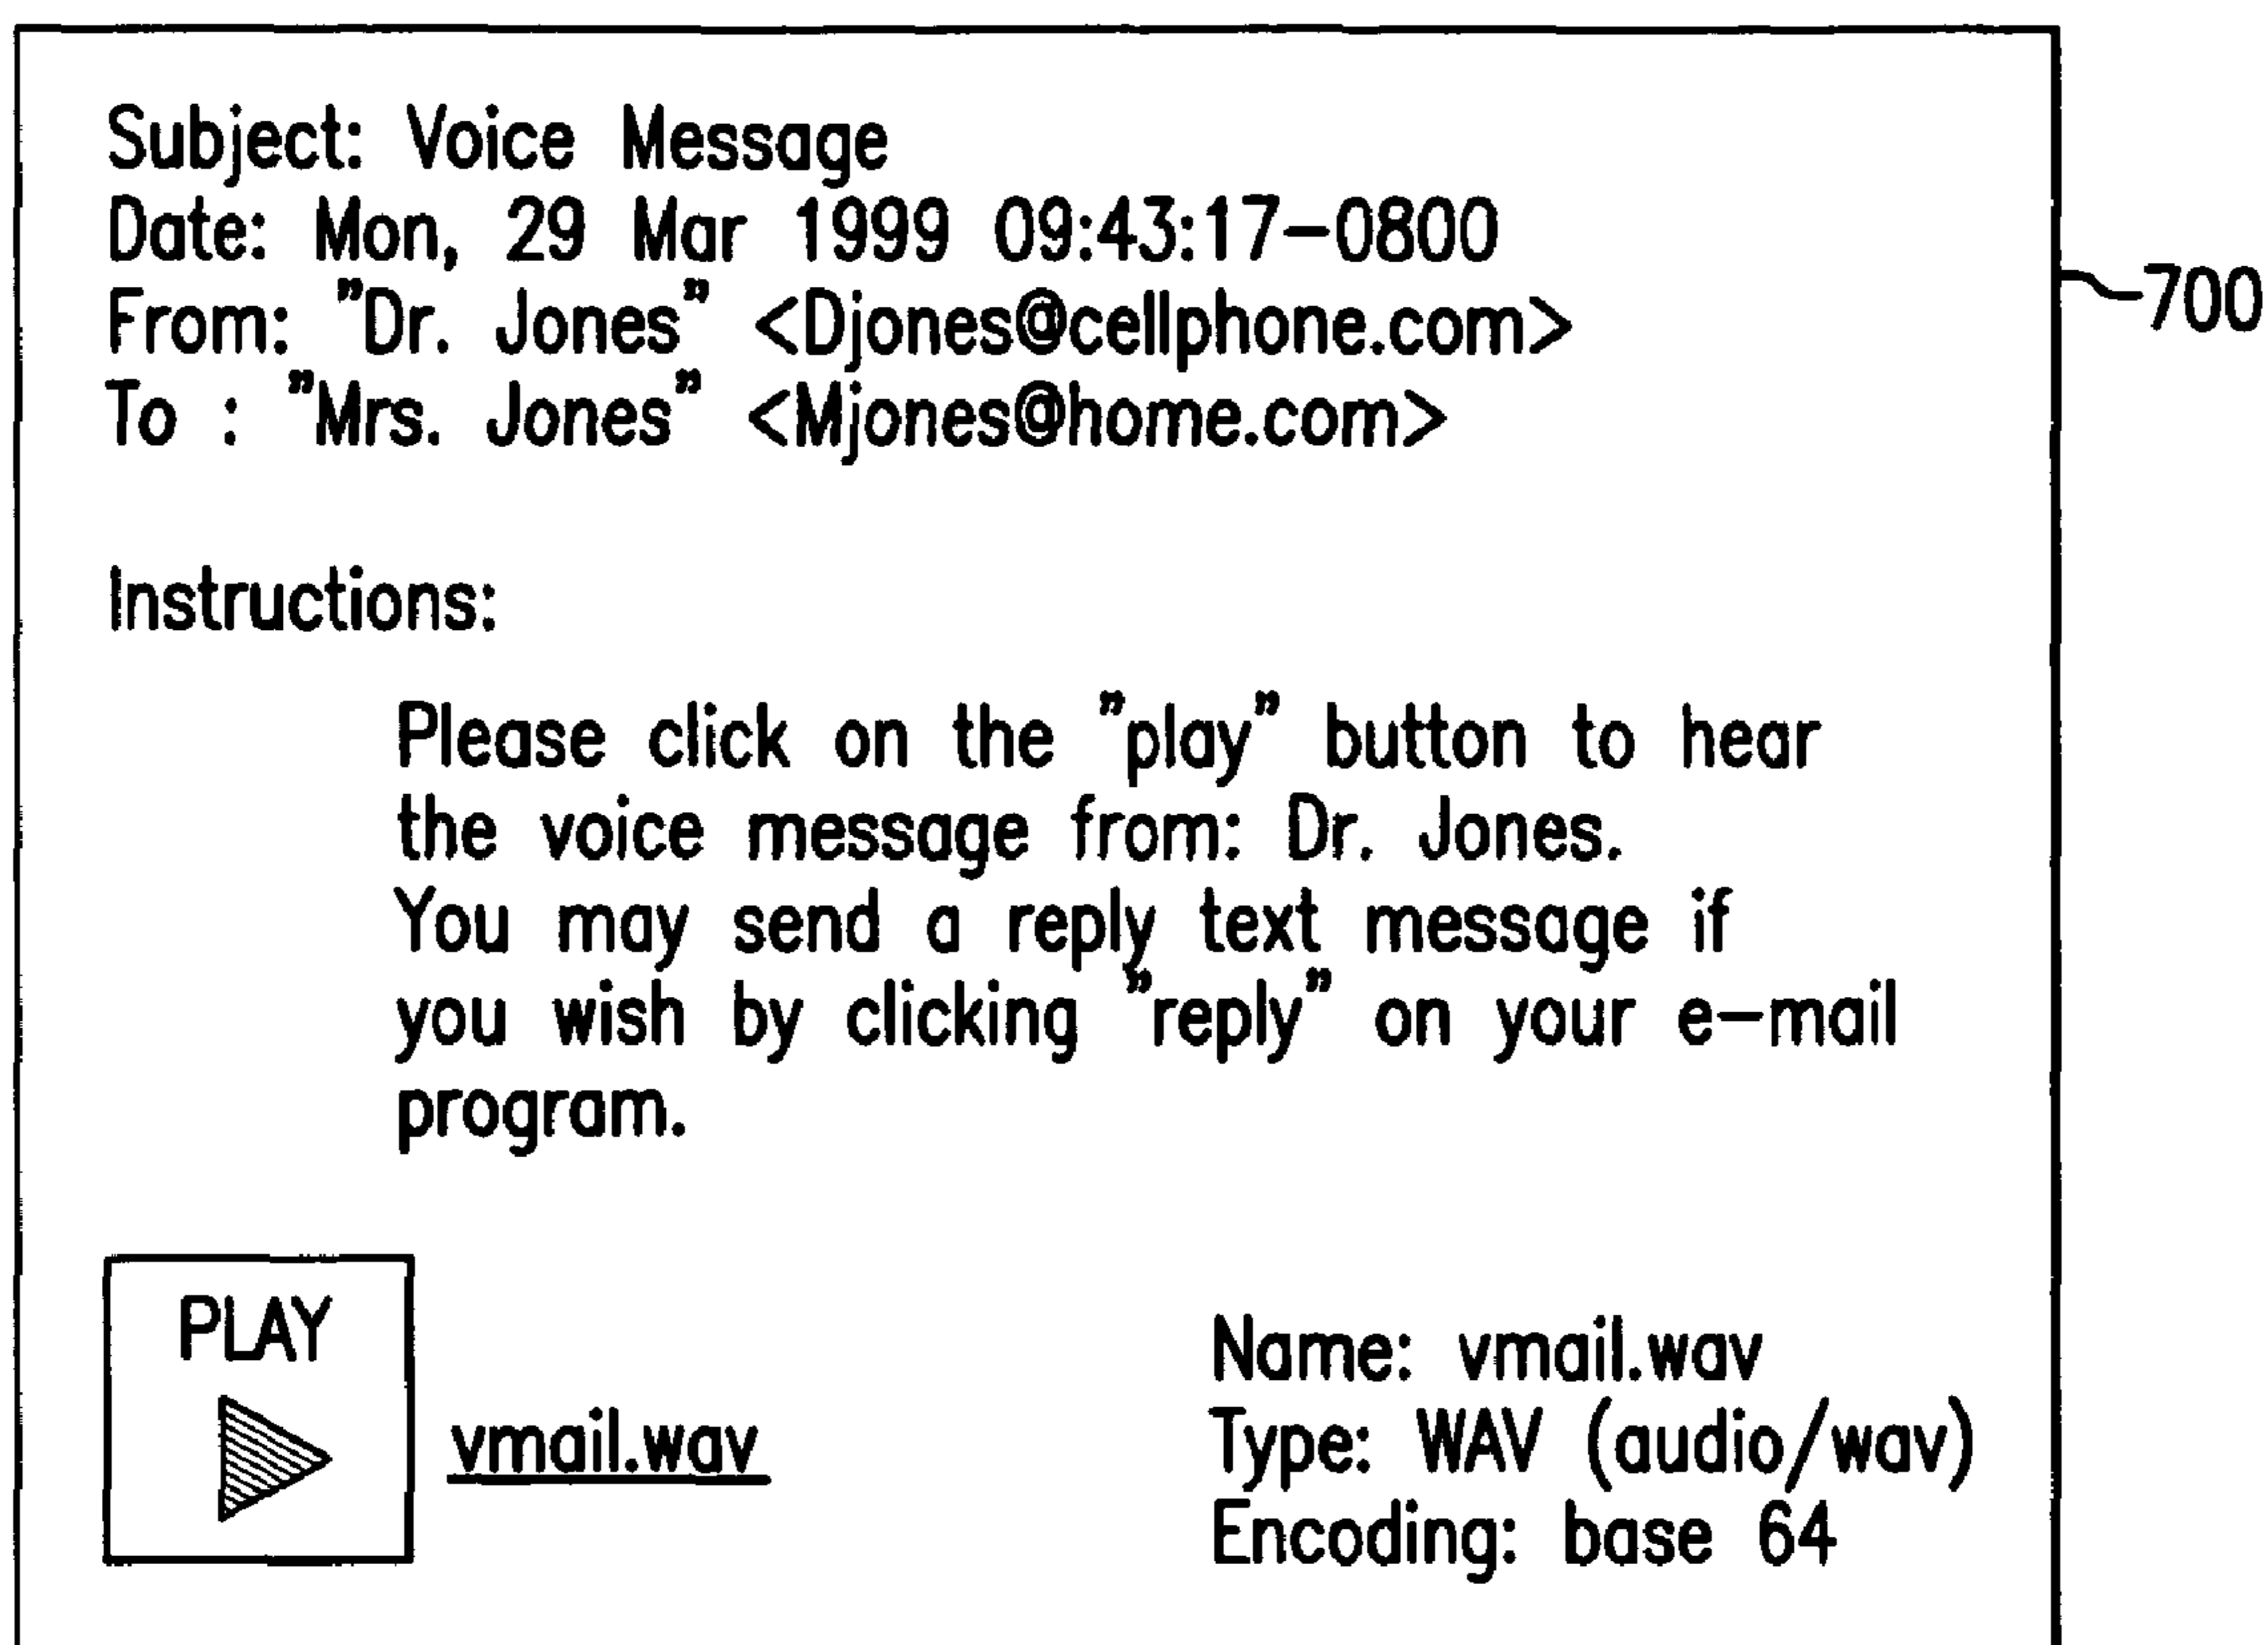 Subject: Voice Message
Date: Mon, 29 Mar 1999 09:43:17-0800
From: "Dr. Jones" <Djones@cellphone.com>
700
To : "Mrs. Jones" <Mjones@home.com>
Instructions:
Please click on the "play" button to hear
the voice message from: Dr. Jones.
You may send a reply text message if
you wish by clicking "reply" on your e-mail
program.
PLAY
vmail.wav
Name: vmail.wav
Type: WAV (audio/wav)
Encoding: base 64